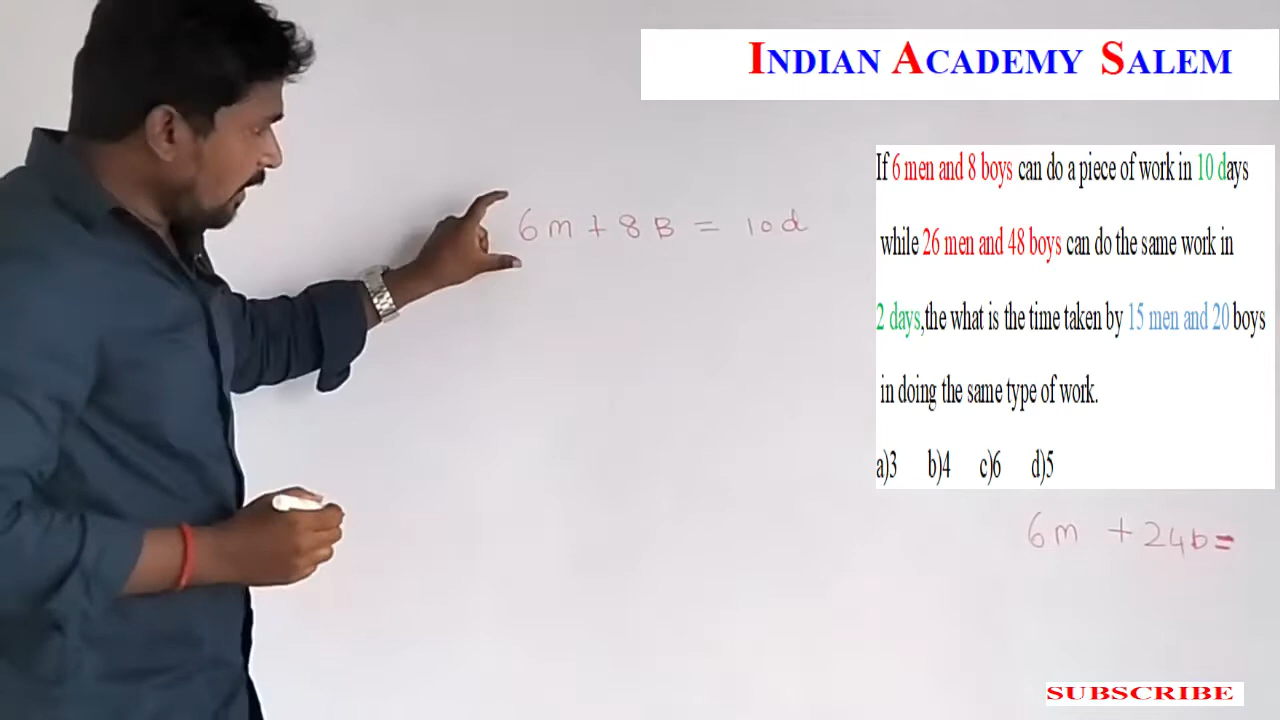 INDIAN ACADEMY SALEM
If 6 men and 8 boys can do a piece of work in 10 days
while 26 men and 48 boys can do the same work in
2 days,the what is the time taken by 15 men and 20 boys
in doing the same type of work.
a)3 b)4 c)6 d)5
6m + 8B = 10d
6m + 24b=
SUBSCRIBE